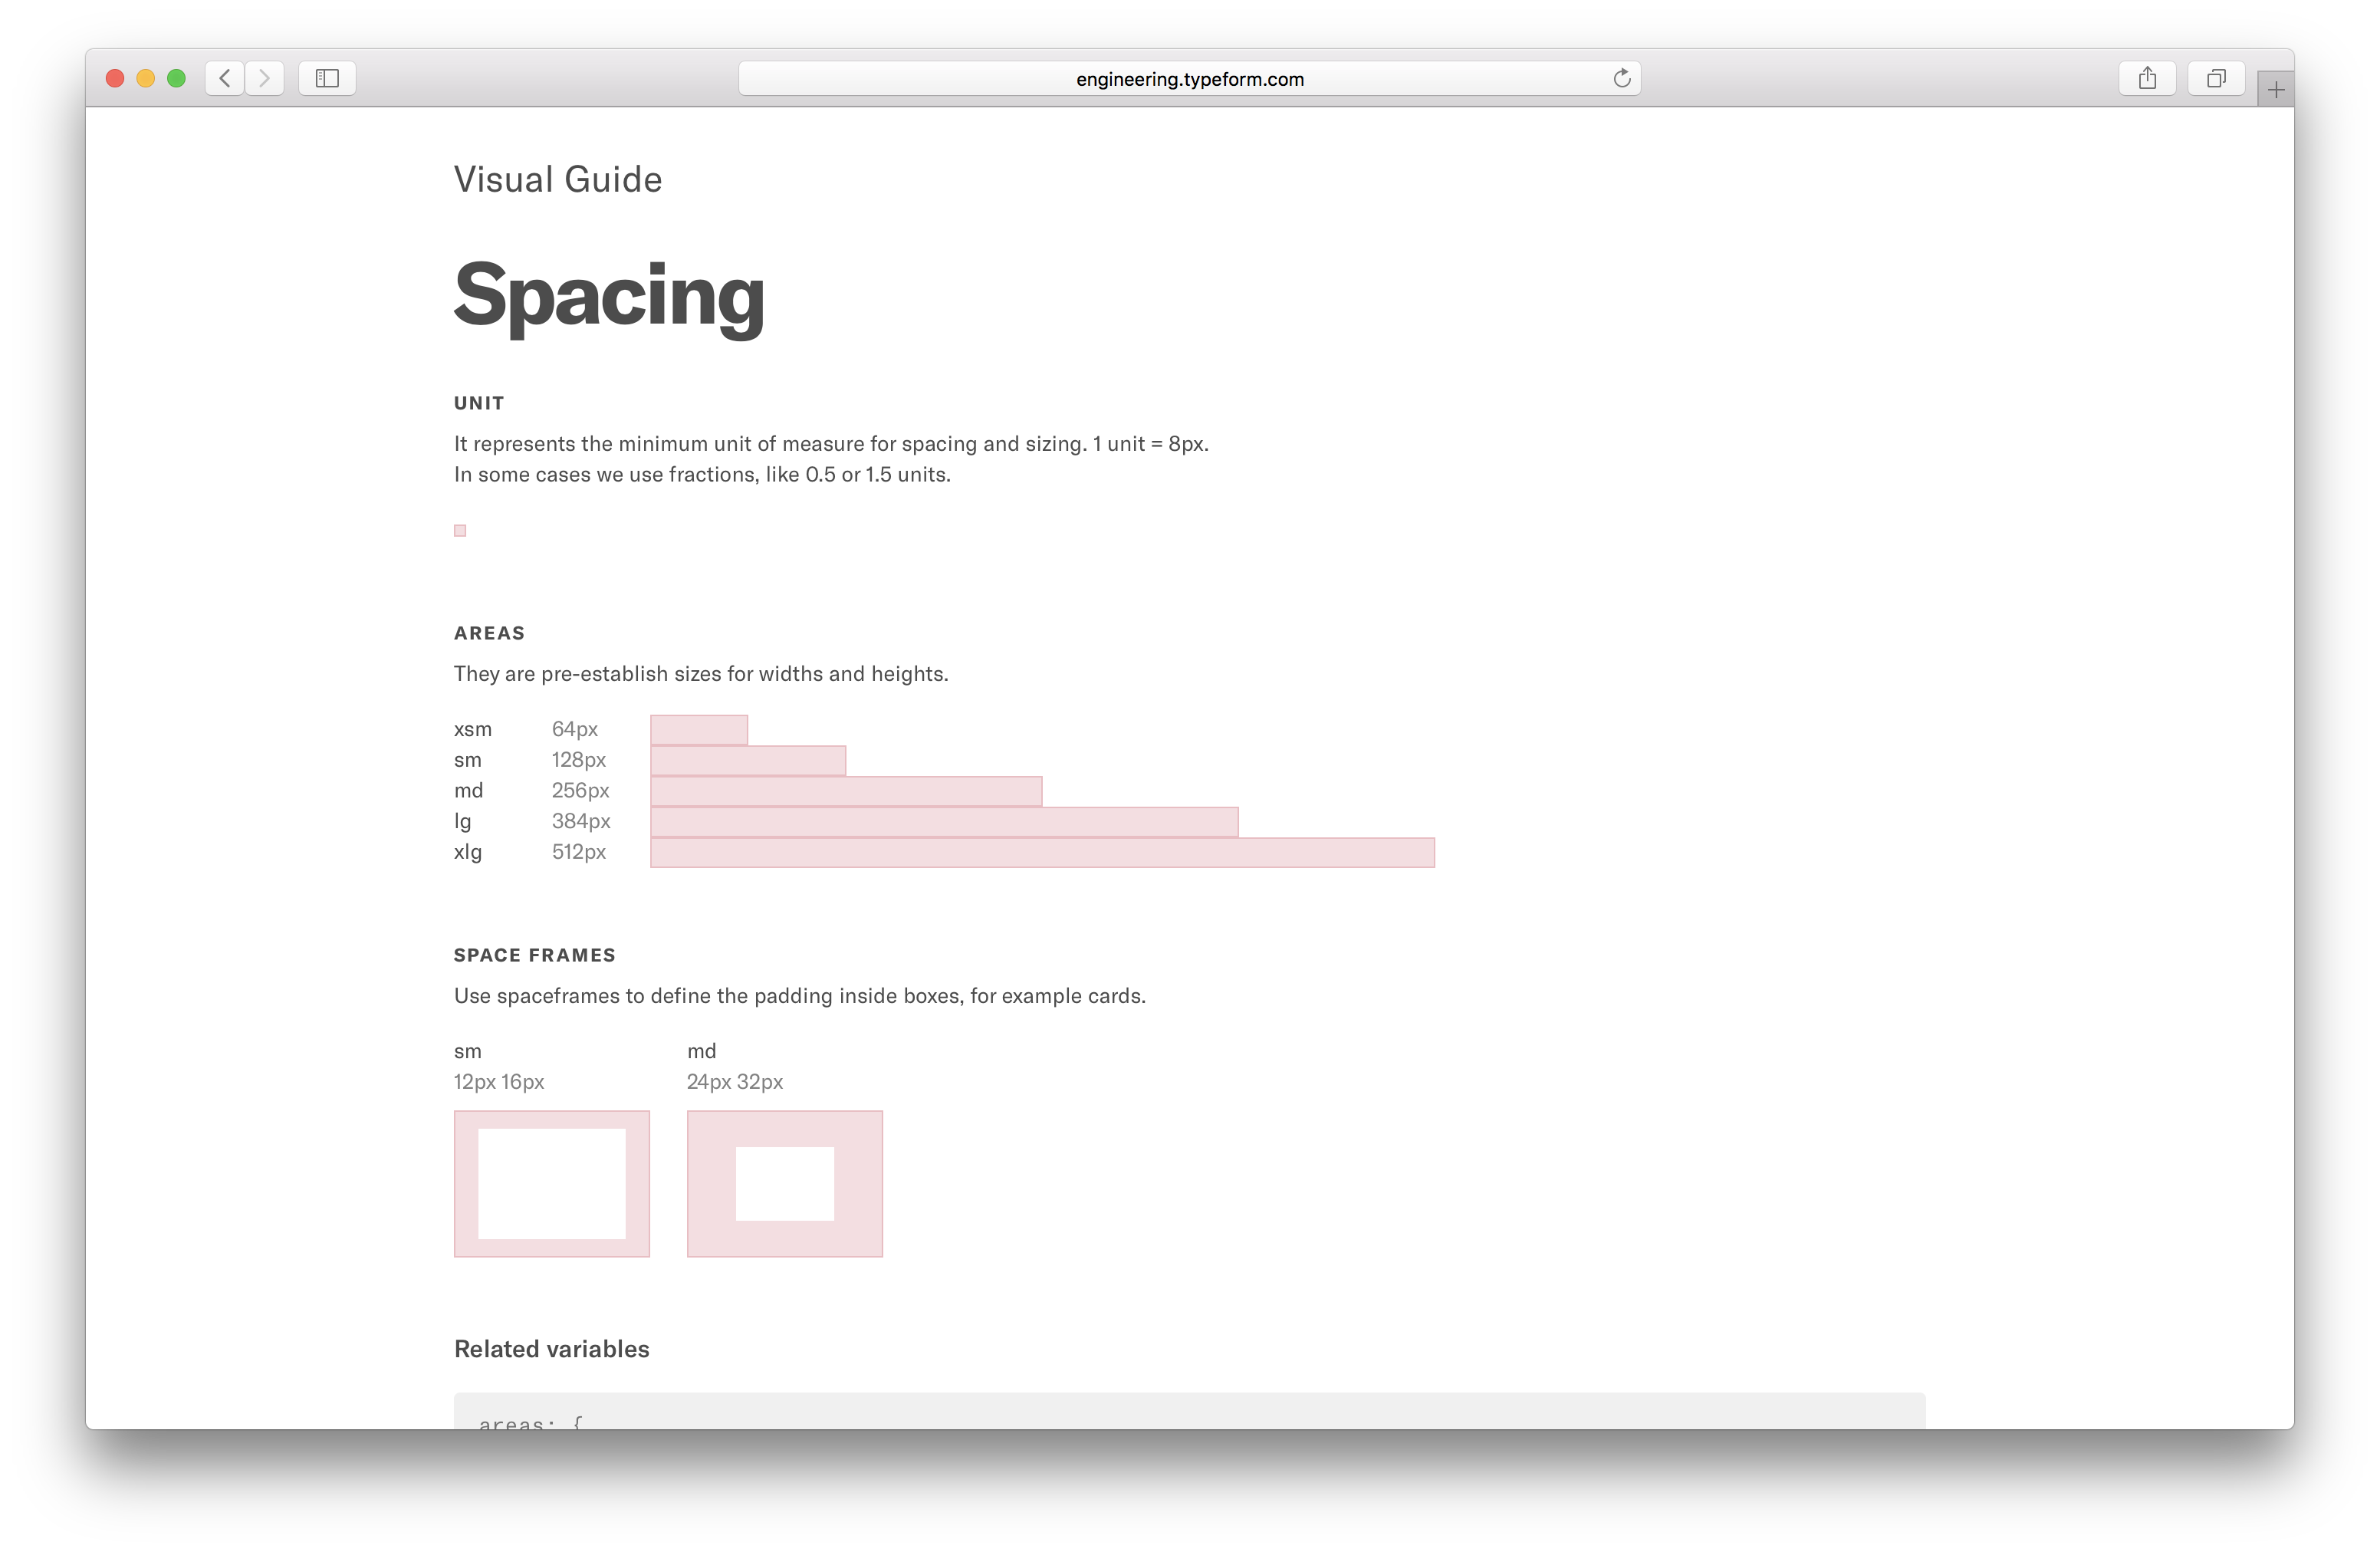 engineering.typeform.com
Visual Guide
Spacing
UNIT
It represents the minimum unit of measure for spacing and sizing. 1 unit = 8px.
In some cases we use fractions, like 0.5 or 1.5 units.
AREAS
They are pre-establish sizes for widths and heights.
xsm 64px
sm 128px
md 256px
lg 384px
xlg 512px
SPACE FRAMES
Use spaceframes to define the padding inside boxes, for example cards.
sm md
12px 16px 24px 32px
Related variables
areas: {